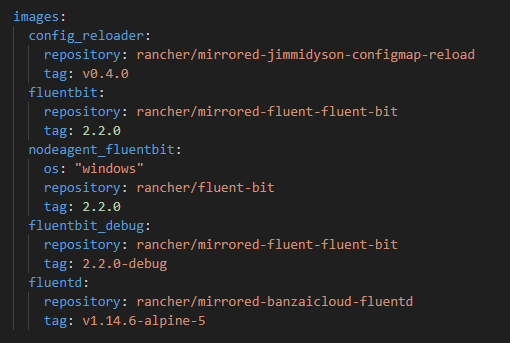 images:
  config_reloader:
    repository: rancher/mirrored-jimmidyson-configmap-reload
    tag: v0.4.0
  fluentbit:
    repository: rancher/mirrored-fluent-fluent-bit
    tag: 2.2.0
  nodeagent_fluentbit:
    os: "windows"
    repository: rancher/fluent-bit
    tag: 2.2.0
  fluentbit_debug:
    repository: rancher/mirrored-fluent-fluent-bit
    tag: 2.2.0-debug
  fluentd:
    repository: rancher/mirrored-banzaicloud-fluentd
    tag: v1.14.6-alpine-5